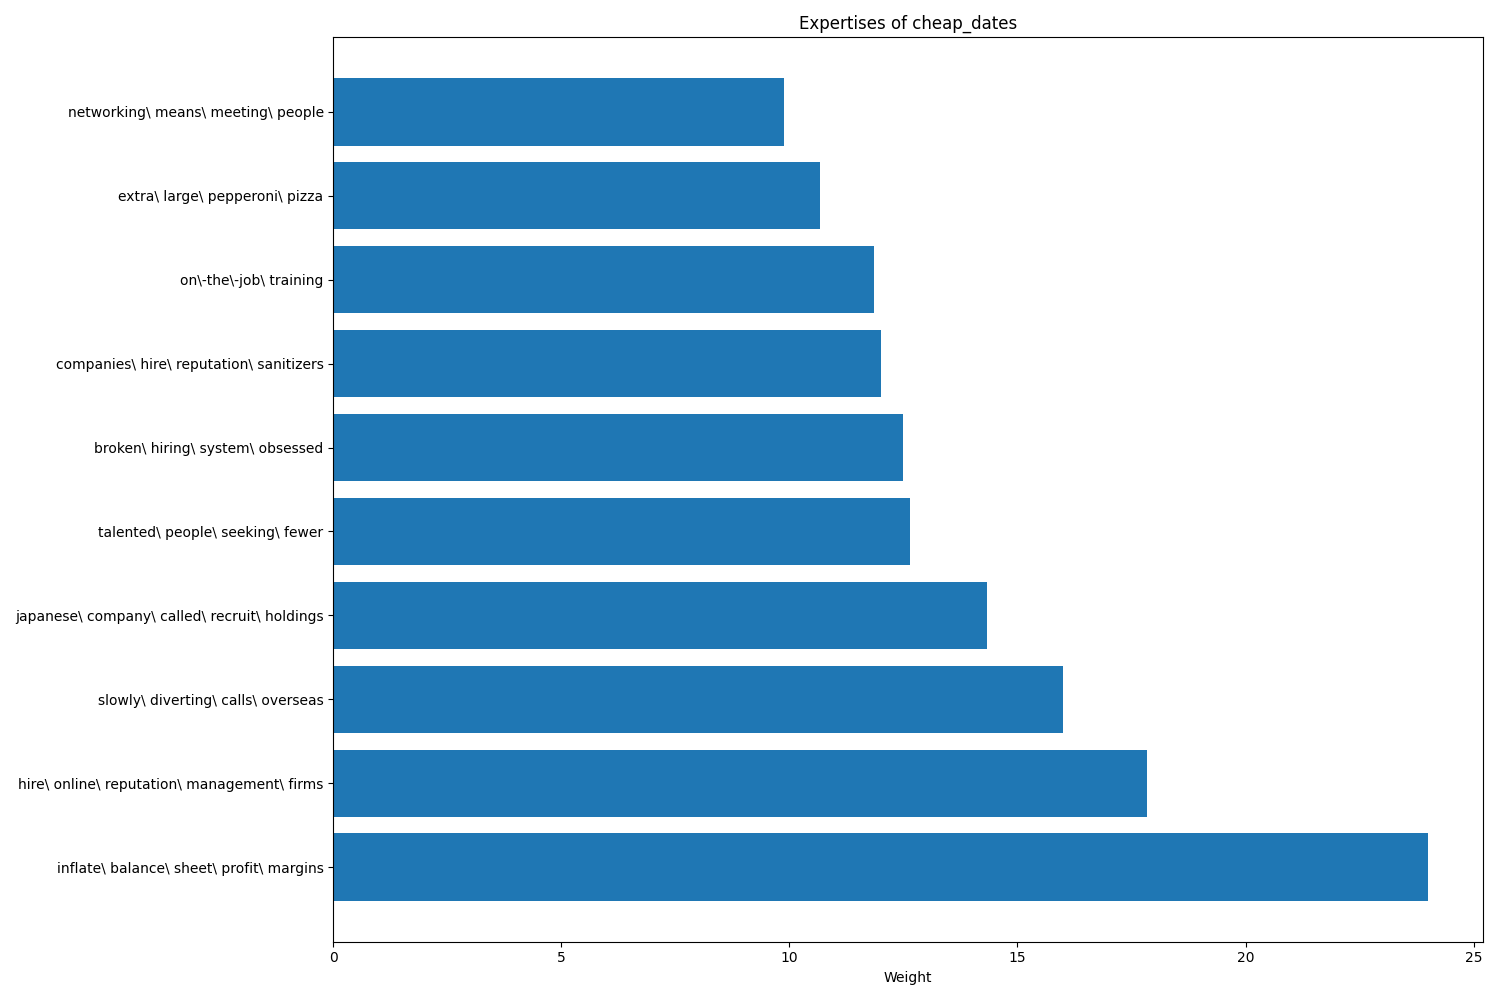 Expertises of cheap_dates
networking\ means\ meeting\ people
extra\ large\ pepperoni\ pizza
on\-the\-job\ training
companies\ hire\ reputation\ sanitizers
broken\ hiring\ system\ obsessed
talented\ people\ seeking\ fewer
japanese\ company\ called\ recruit\ holdings
slowly\ diverting\ calls\ overseas
hire\ online\ reputation\ management\ firms
inflate\ balance\ sheet\ profit\ margins
0 5 10 15 20 25
Weight